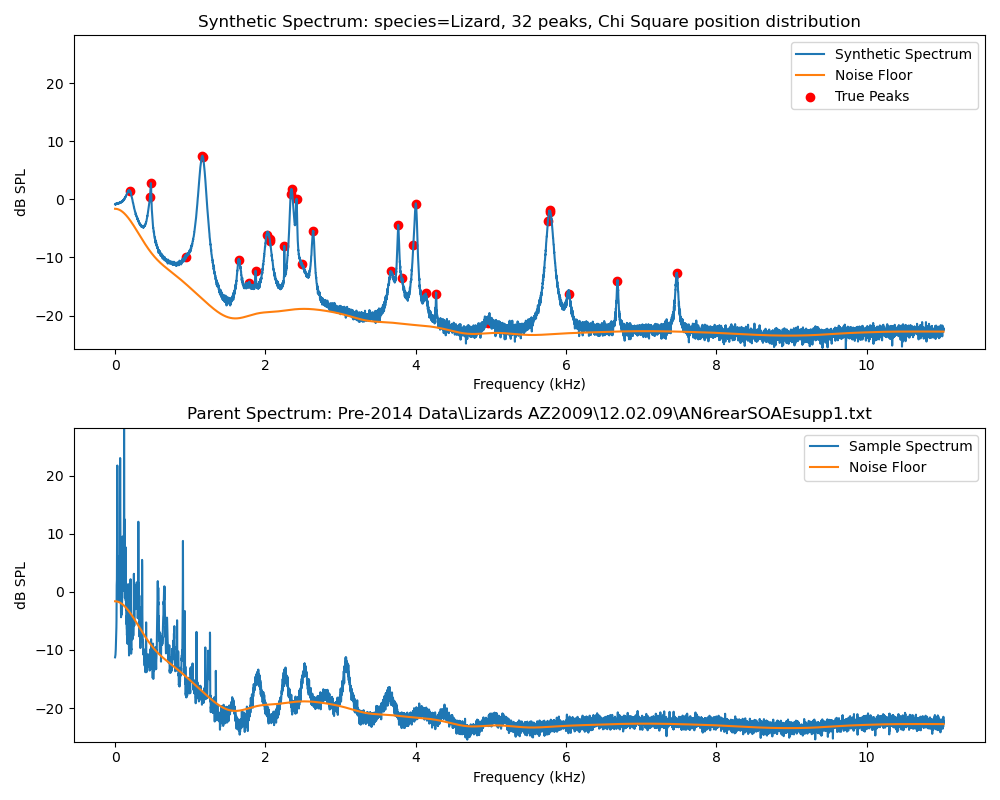 Synthetic Spectrum: species=Lizard, 32 peaks, Chi Square position distribution
20
10
0
−10
−20
dB SPL
Synthetic Spectrum
Noise Floor
True Peaks
0 2 4 6 8 10
Frequency (kHz)
Parent Spectrum: Pre-2014 Data\Lizards AZ2009\12.02.09\AN6rearSOAEsupp1.txt
20
10
0
−10
−20
dB SPL
Sample Spectrum
Noise Floor
0 2 4 6 8 10
Frequency (kHz)